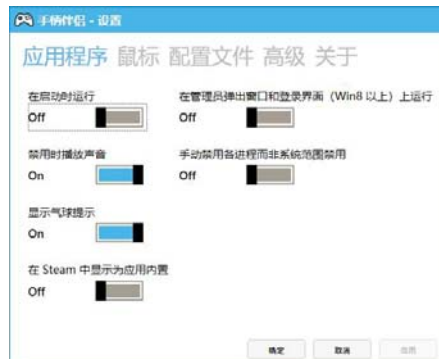 手柄伴侣 - 设置
应用程序 鼠标 配置文件 高级 关于
在启动时运行 在管理员弹出窗口和登录界面（Win8 以上）上运行
Off Off
禁用时播放声音 手动禁用各进程而非系统范围禁用
On Off
显示气球提示
On
在 Steam 中显示为应用内置
Off
确定 取消 应用